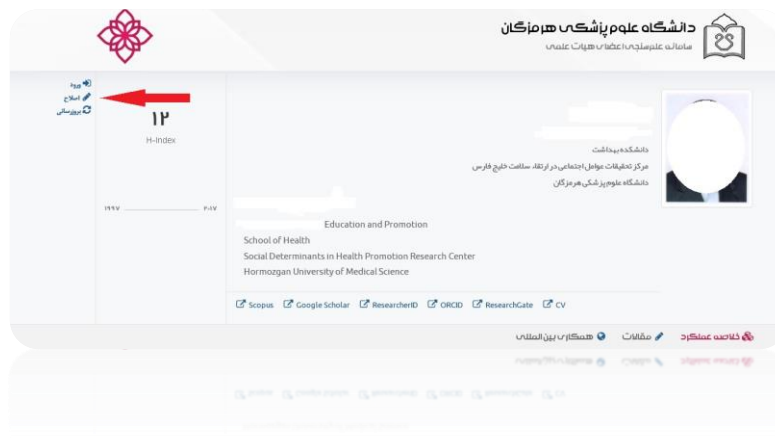 دانشگاه علوم پزشکی هرمزگان
سامانه علم‌سنجی اعضای هیات علمی
ورود
اصلاح
بروزرسانی
۱۲
H-Index
دانشکده بهداشت
مرکز تحقیقات عوامل اجتماعی در ارتقاء سلامت خلیج فارس
دانشگاه علوم پزشکی هرمزگان
۱۹۹۷ ۲۰۱۷
Education and Promotion
School of Health
Social Determinants in Health Promotion Research Center
Hormozgan University of Medical Science
Scopus Google Scholar ResearcherID ORCID ResearchGate CV
خلاصه عملکرد مقالات همکاری بین المللی